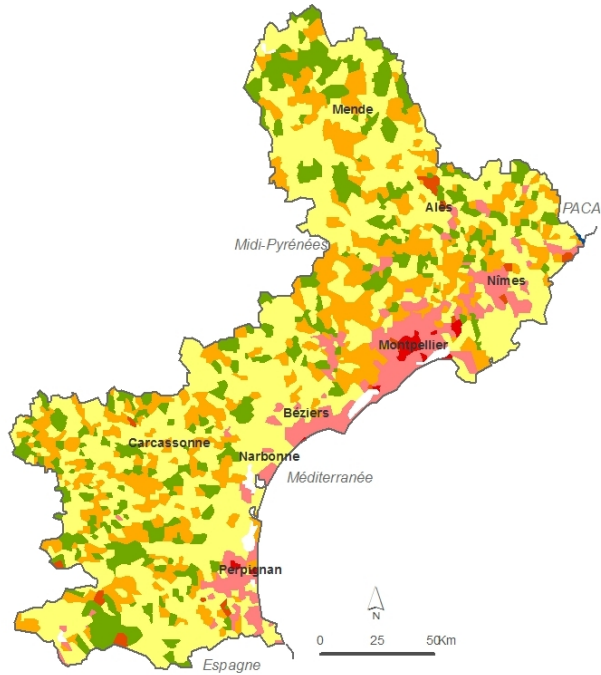 Mende
Alès
PACA
Midi-Pyrénées
Nîmes
Montpellier
Béziers
Carcassonne
Narbonne
Méditerranée
Perpignan
N
0 25 50Km
Espagne